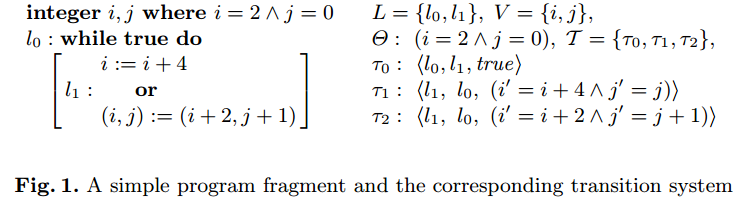 integer i, j where i = 2 ∧ j = 0
l₀ : while true do
l₁ :
i := i + 4
or
(i, j) := (i + 2, j + 1)
L = {l₀, l₁}, V = {i, j},
Θ : (i = 2 ∧ j = 0), 𝒯 = {τ₀, τ₁, τ₂},
τ₀ : ⟨l₀, l₁, true⟩
τ₁ : ⟨l₁, l₀, (i′ = i + 4 ∧ j′ = j)⟩
τ₂ : ⟨l₁, l₀, (i′ = i + 2 ∧ j′ = j + 1)⟩
Fig. 1. A simple program fragment and the corresponding transition system